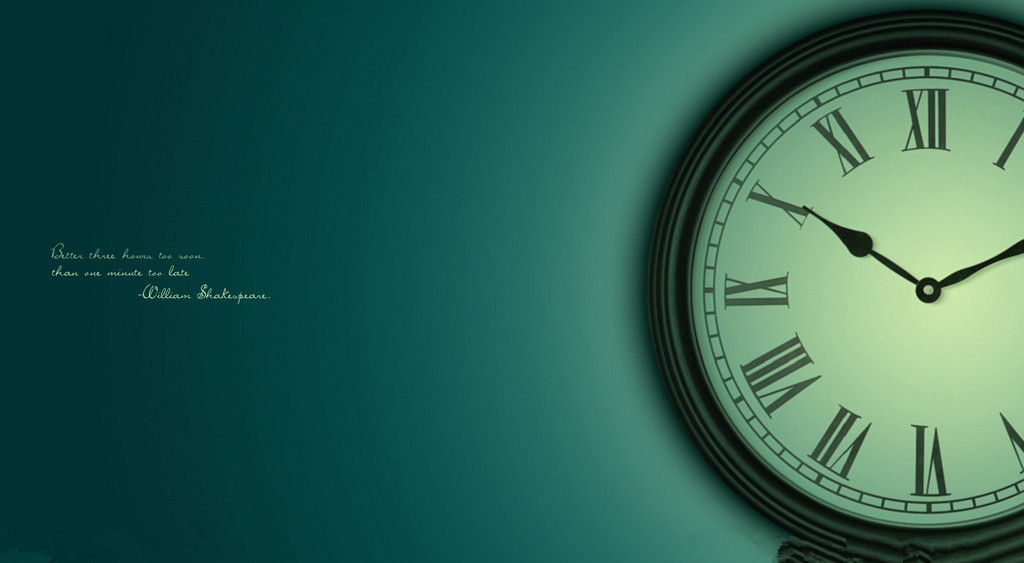 Better three hours too soon
than one minute too late
-William Shakespeare.
XII
XI
X
IX
VIII
VII
VI